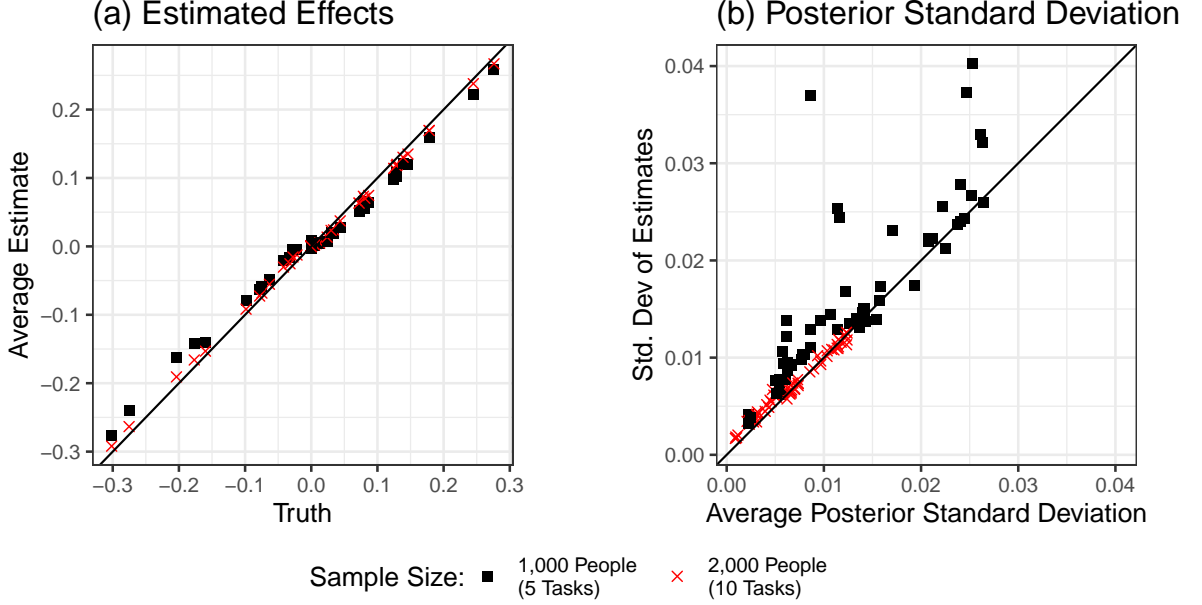 (a) Estimated Effects
Average Estimate
0.2
0.1
0.0
−0.1
−0.2
−0.3
−0.3 −0.2 −0.1 0.0 0.1 0.2 0.3
Truth
(b) Posterior Standard Deviation
Std. Dev of Estimates
0.04
0.03
0.02
0.01
0.00
0.00 0.01 0.02 0.03 0.04
Average Posterior Standard Deviation
Sample Size:
1,000 People
(5 Tasks)
2,000 People
(10 Tasks)